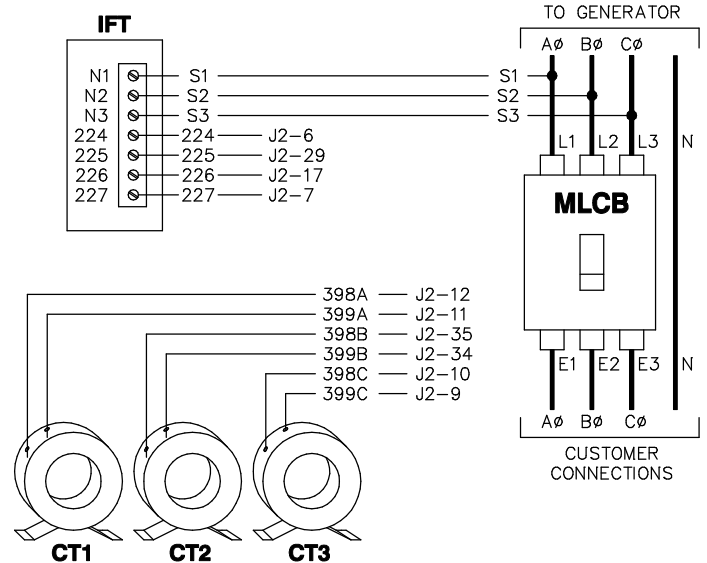 TO GENERATOR
IFT
AØ BØ CØ
N1 S1 S1
N2 S2 S2
N3 S3 S3
224 224 J2-6
225 225 J2-29
226 226 J2-17
227 227 J2-7
L1 L2 L3 N
MLCB
398A J2-12
399A J2-11
398B J2-35
399B J2-34
398C J2-10
399C J2-9
E1 E2 E3 N
AØ BØ CØ
CUSTOMER
CONNECTIONS
CT1 CT2 CT3